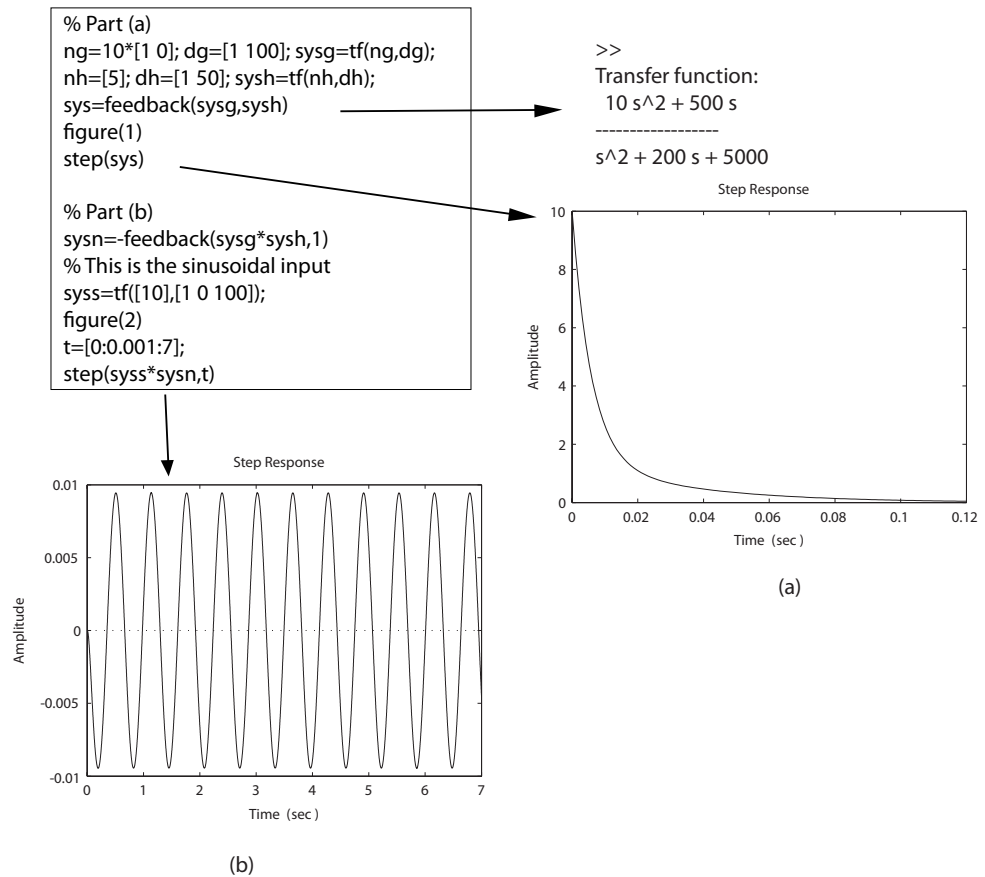 % Part (a)
ng=10*[1 0]; dg=[1 100]; sysg=tf(ng,dg);
nh=[5]; dh=[1 50]; sysh=tf(nh,dh);
sys=feedback(sysg,sysh)
figure(1)
step(sys)
% Part (b)
sysn=-feedback(sysg*sysh,1)
% This is the sinusoidal input
syss=tf([10],[1 0 100]);
figure(2)
t=[0:0.001:7];
step(syss*sysn,t)
>>
Transfer function:
10 s^2 + 500 s
------------------
s^2 + 200 s + 5000
Step Response
10
8
6
4
2
0
Amplitude
0 0.02 0.04 0.06 0.08 0.1 0.12
Time (sec )
(a)
Step Response
0.01
0.005
0
-0.005
-0.01
Amplitude
0 1 2 3 4 5 6 7
Time (sec )
(b)